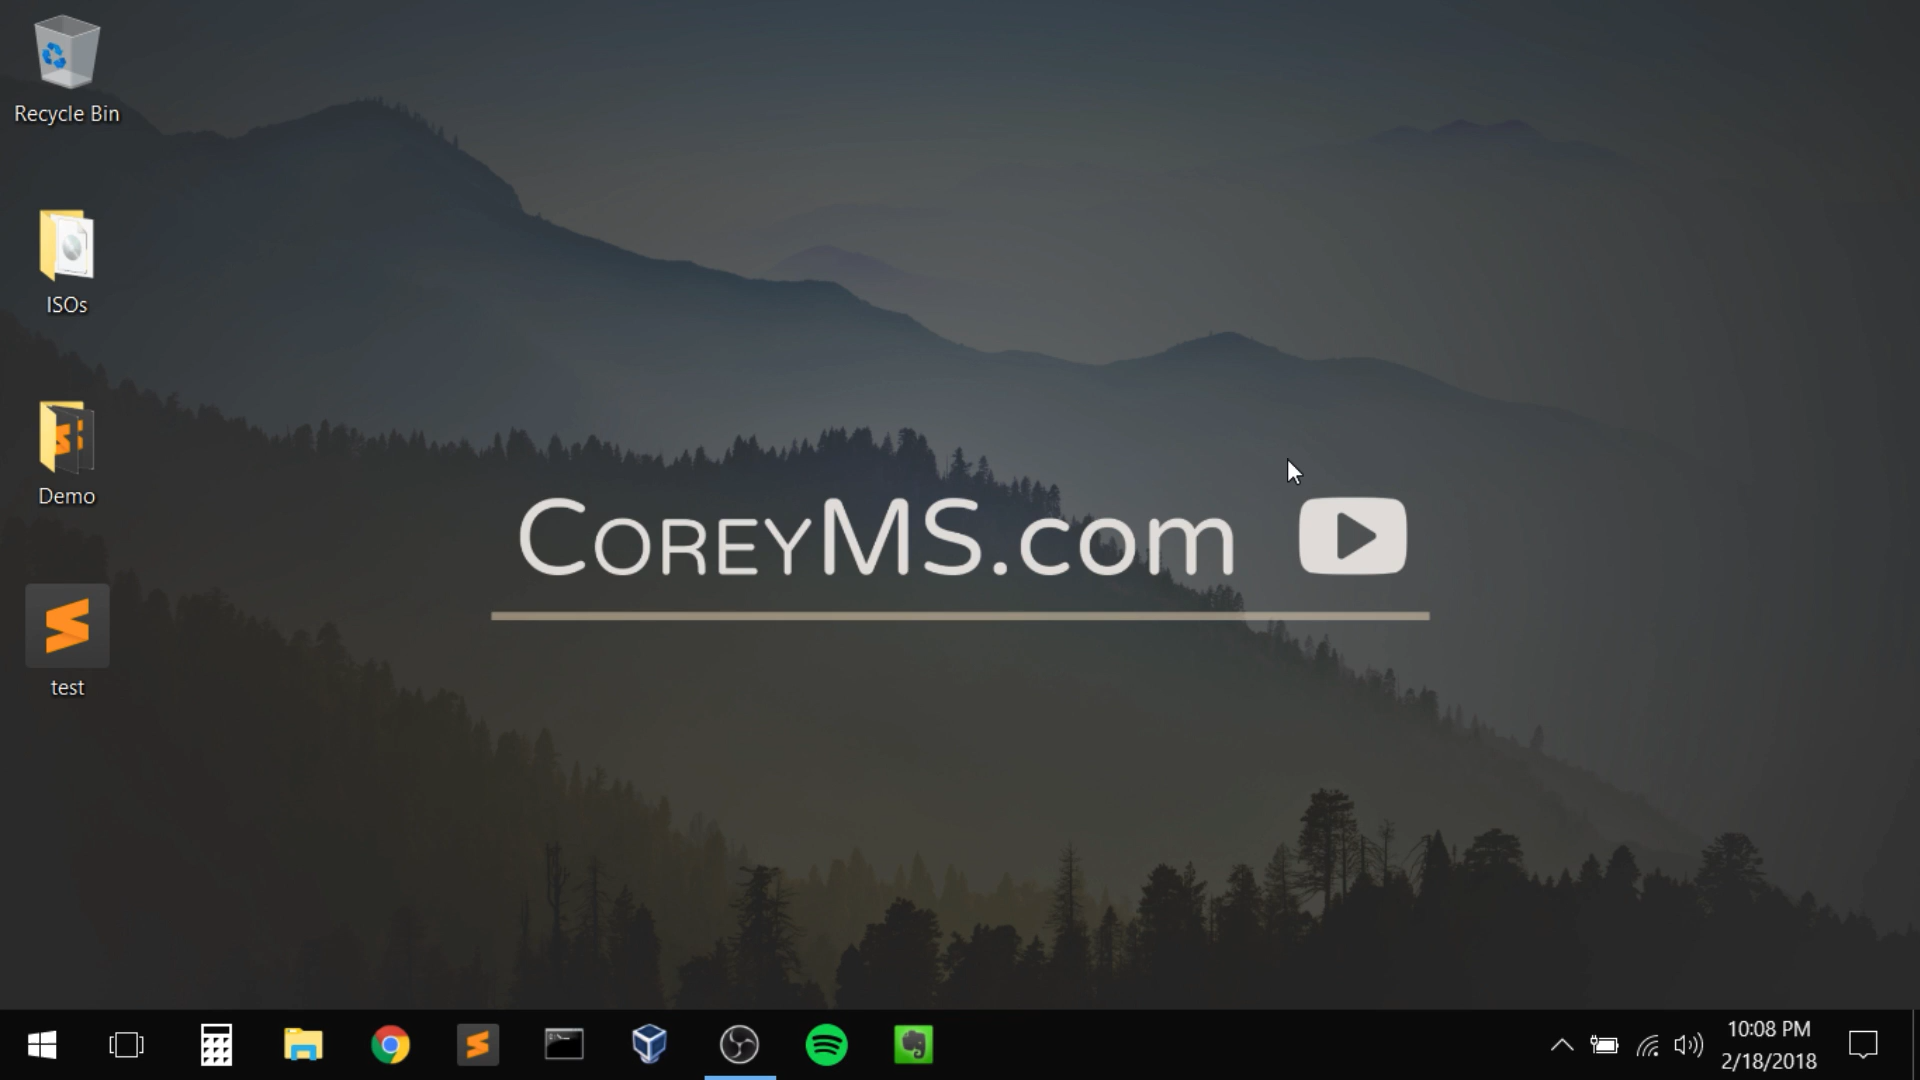 Recycle Bin
ISOs
Demo
test
COREYMS.com
10:08 PM
2/18/2018